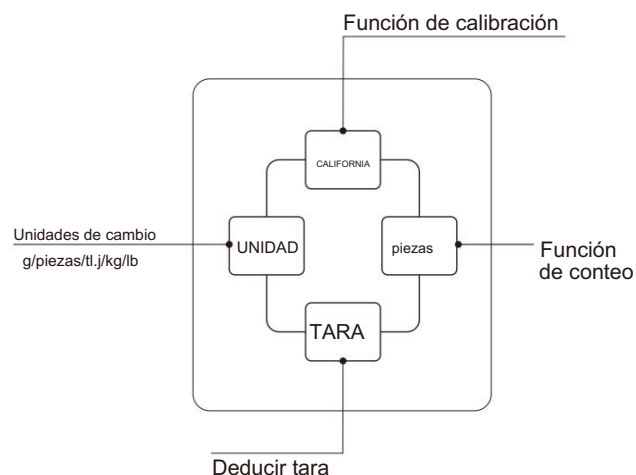 Función de calibración
CALIFORNIA
Unidades de cambio
g/piezas/tl.j/kg/lb
UNIDAD
piezas
Función
de conteo
TARA
Deducir tara